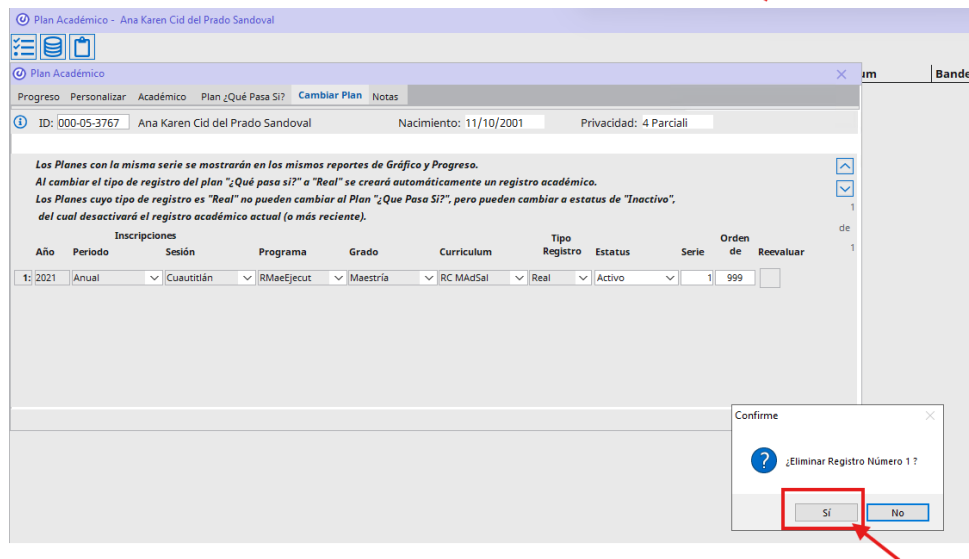 Plan Académico - Ana Karen Cid del Prado Sandoval
Plan Académico
um Bande
Progreso Personalizar Académico Plan ¿Qué Pasa Si? Cambiar Plan Notas
ID: 000-05-3767 Ana Karen Cid del Prado Sandoval Nacimiento: 11/10/2001 Privacidad: 4 Parciali
Los Planes con la misma serie se mostrarán en los mismos reportes de Gráfico y Progreso.
Al cambiar el tipo de registro del plan "¿Qué pasa si?" a "Real" se creará automáticamente un registro académico.
Los Planes cuyo tipo de registro es "Real" no pueden cambiar al Plan "¿Que Pasa Si?", pero pueden cambiar a estatus de "Inactivo",
del cual desactivará el registro académico actual (o más reciente).
1
de
1
Inscripciones Tipo Orden
Año Periodo Sesión Programa Grado Curriculum Registro Estatus Serie de Reevaluar
1: 2021 Anual Cuautitlán RMaeEjecut Maestría RC MAdSal Real Activo 1 999
Confirme
¿Eliminar Registro Número 1 ?
Sí No